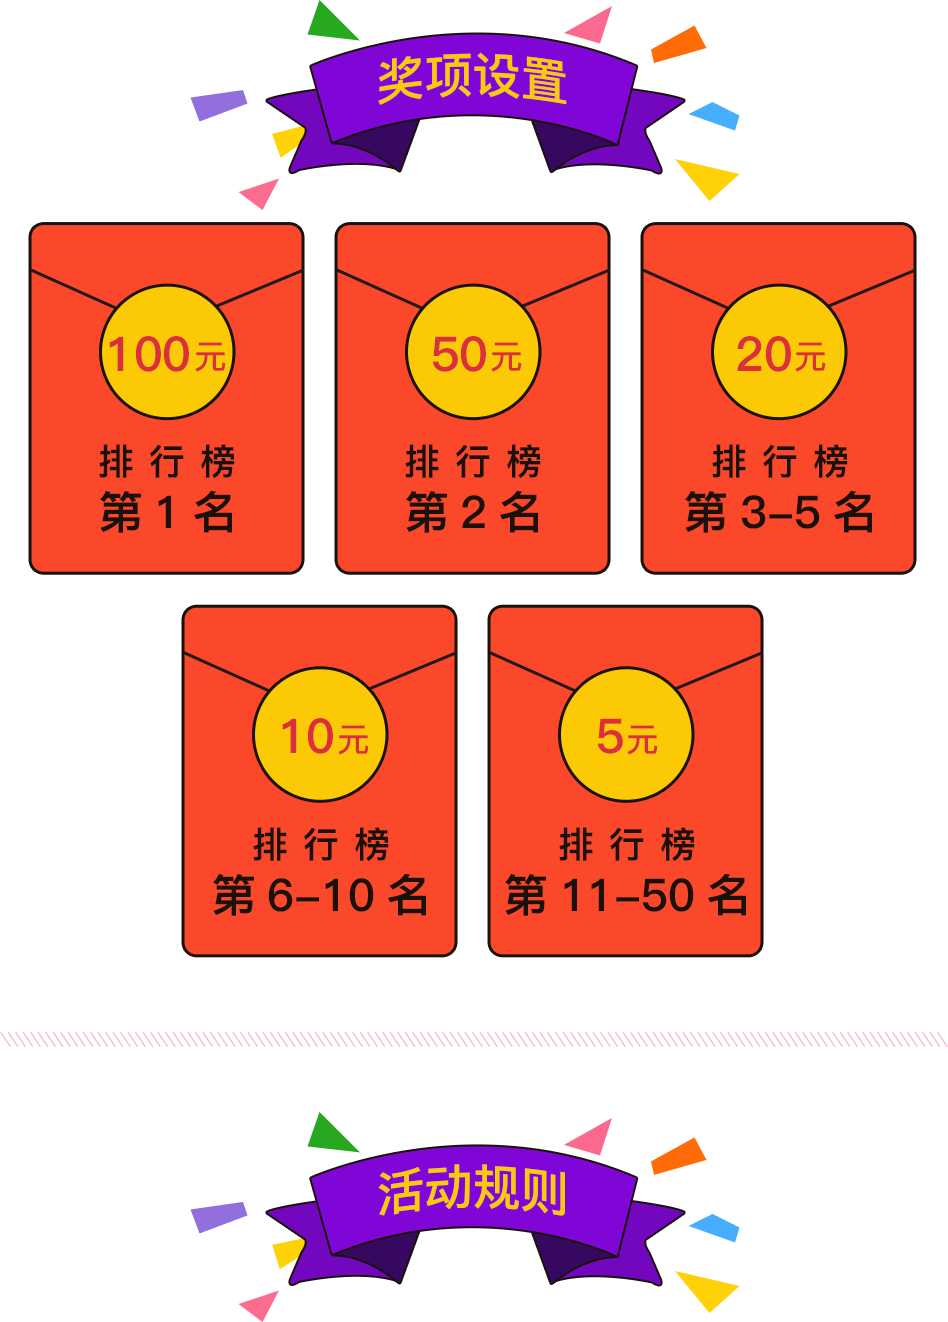 奖项设置
100元
排行榜
第1名
50元
排行榜
第2名
20元
排行榜
第3-5名
10元
排行榜
第6-10名
5元
排行榜
第11-50名
活动规则